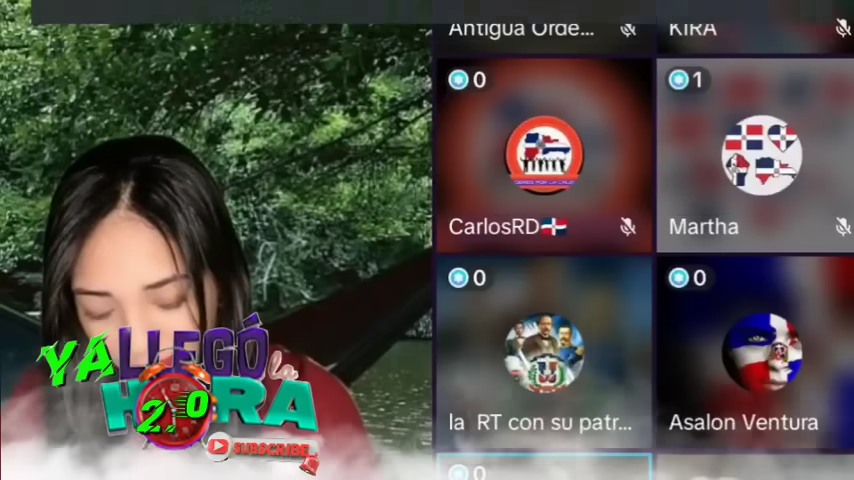 Antigua Orde...
KIRA
0
1
CarlosRD🇩🇴
Martha
0
0
la RT con su patr...
Asalon Ventura
0
YA LLEGÓ la
HORA
2.0
SUBSCRIBE